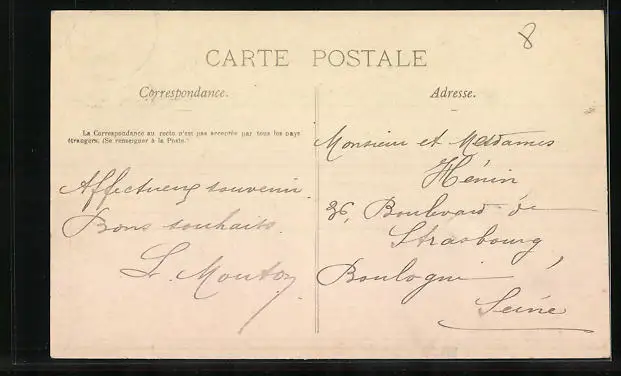 8
CARTE POSTALE
Correspondance.
Adresse.
La Correspondance au recto n'est pas acceptée par tous les pays
étrangers. (Se renseigner à la Poste.)
Affectueux souvenir.
Bons souhaits.
L. Mouton
Monsieur et Mesdames
Hénin
36, Boulevard de
Strasbourg
Boulogne
Seine